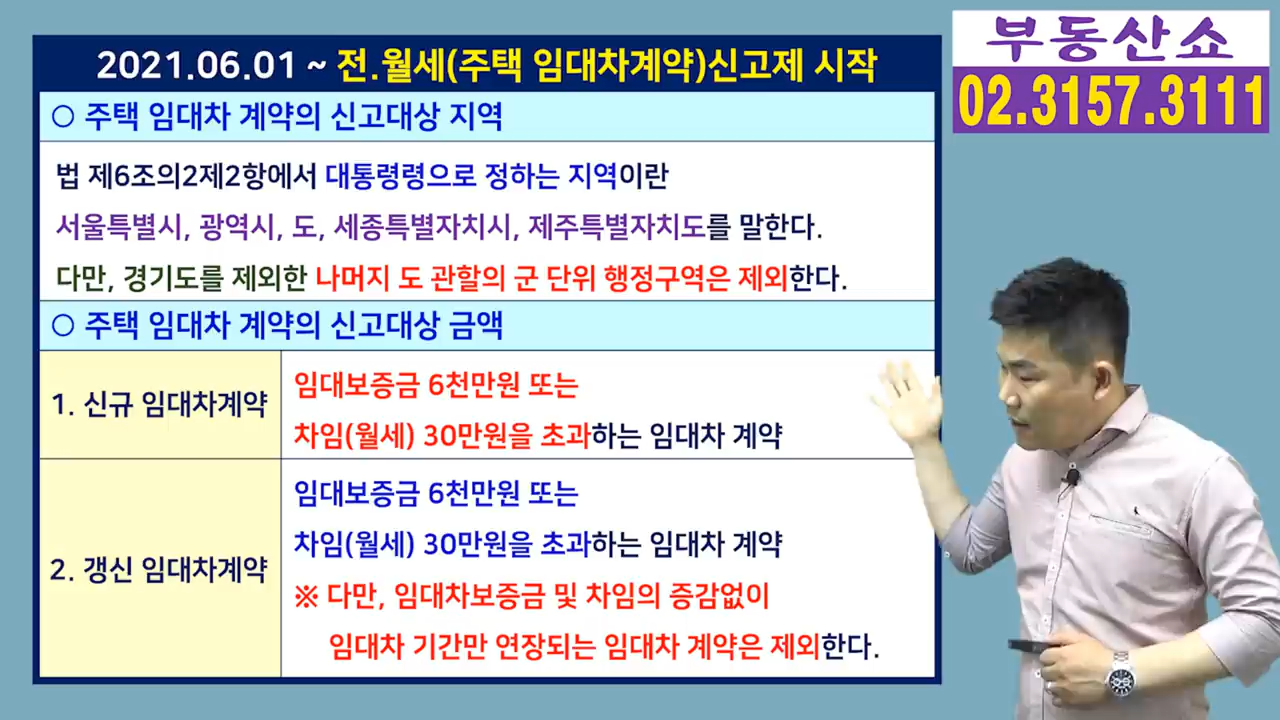 2021.06.01 ~ 전.월세(주택 임대차계약)신고제 시작
부동산쇼
02.3157.3111
○ 주택 임대차 계약의 신고대상 지역
법 제6조의2제2항에서 대통령령으로 정하는 지역이란
서울특별시, 광역시, 도, 세종특별자치시, 제주특별자치도를 말한다.
다만, 경기도를 제외한 나머지 도 관할의 군 단위 행정구역은 제외한다.
○ 주택 임대차 계약의 신고대상 금액
1. 신규 임대차계약
임대보증금 6천만원 또는
차임(월세) 30만원을 초과하는 임대차 계약
2. 갱신 임대차계약
임대보증금 6천만원 또는
차임(월세) 30만원을 초과하는 임대차 계약
※ 다만, 임대차보증금 및 차임의 증감없이
임대차 기간만 연장되는 임대차 계약은 제외한다.